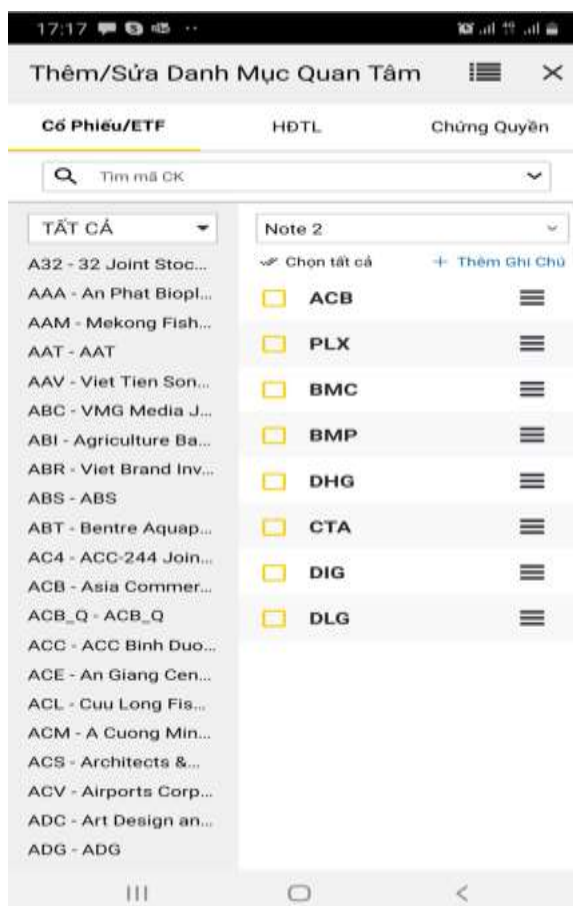 17:17
Thêm/Sửa Danh Mục Quan Tâm
Cổ Phiếu/ETF
HĐTL
Chứng Quyền
Tìm mã CK
TẤT CẢ
A32 - 32 Joint Stoc...
AAA - An Phat Biopl...
AAM - Mekong Fish...
AAT - AAT
AAV - Viet Tien Son...
ABC - VMG Media J...
ABI - Agriculture Ba...
ABR - Viet Brand Inv...
ABS - ABS
ABT - Bentre Aquap...
AC4 - ACC-244 Join...
ACB - Asia Commer...
ACB_Q - ACB_Q
ACC - ACC Binh Duo...
ACE - An Giang Cen...
ACL - Cuu Long Fis...
ACM - A Cuong Min...
ACS - Architects &...
ACV - Airports Corp...
ADC - Art Design an...
ADG - ADG
Note 2
Chọn tất cả
+ Thêm Ghi Chú
ACB
PLX
BMC
BMP
DHG
CTA
DIG
DLG